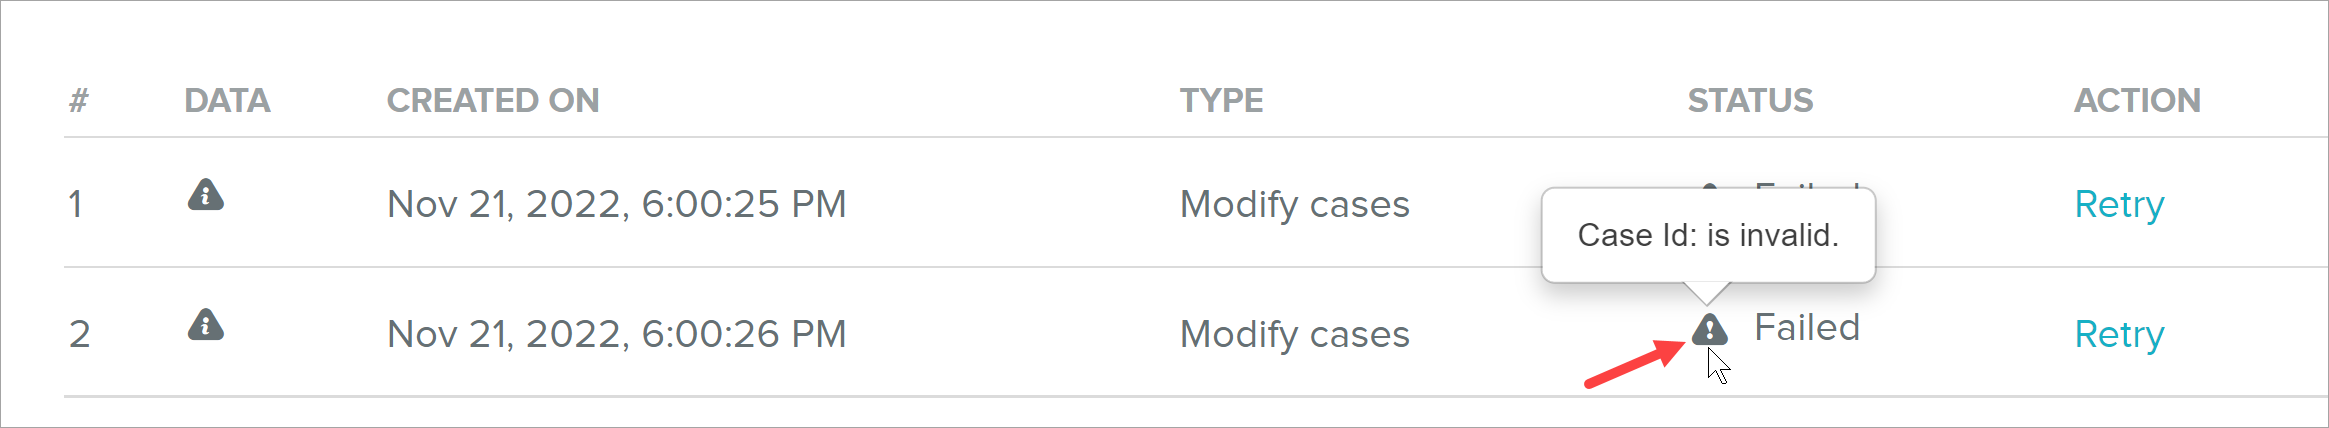 # DATA CREATED ON TYPE STATUS ACTION
1 Nov 21, 2022, 6:00:25 PM Modify cases Failed Retry
Case Id: is invalid.
2 Nov 21, 2022, 6:00:26 PM Modify cases Failed Retry